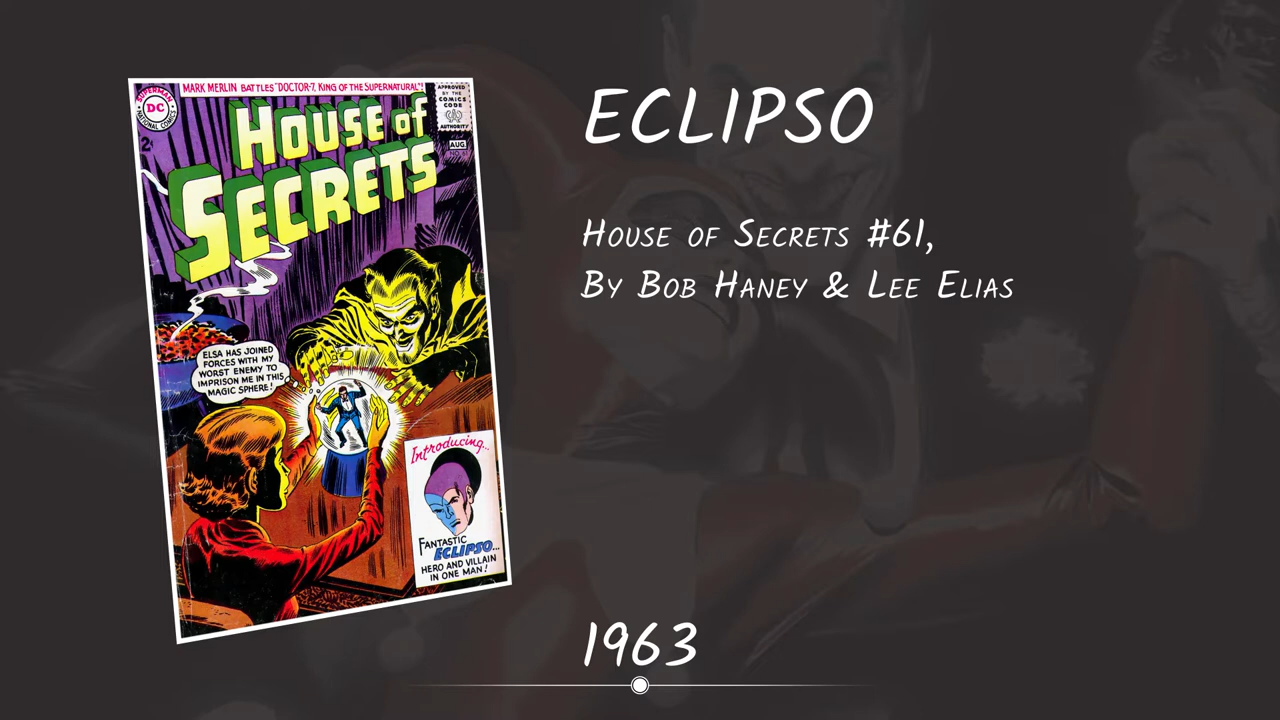 MARK MERLIN BATTLES "DOCTOR-7, KING OF THE SUPERNATURAL"!
SUPERMAN
DC
NATIONAL COMICS
APPROVED
BY THE
COMICS
CODE
AUTHORITY
AUG.
HOUSE of
SECRETS
ELSA HAS JOINED
FORCES WITH MY
WORST ENEMY TO
IMPRISON ME IN THIS
MAGIC SPHERE!
Introducing...
FANTASTIC
ECLIPSO...
HERO AND VILLAIN
IN ONE MAN!
ECLIPSO
HOUSE OF SECRETS #61,
BY BOB HANEY & LEE ELIAS
1963